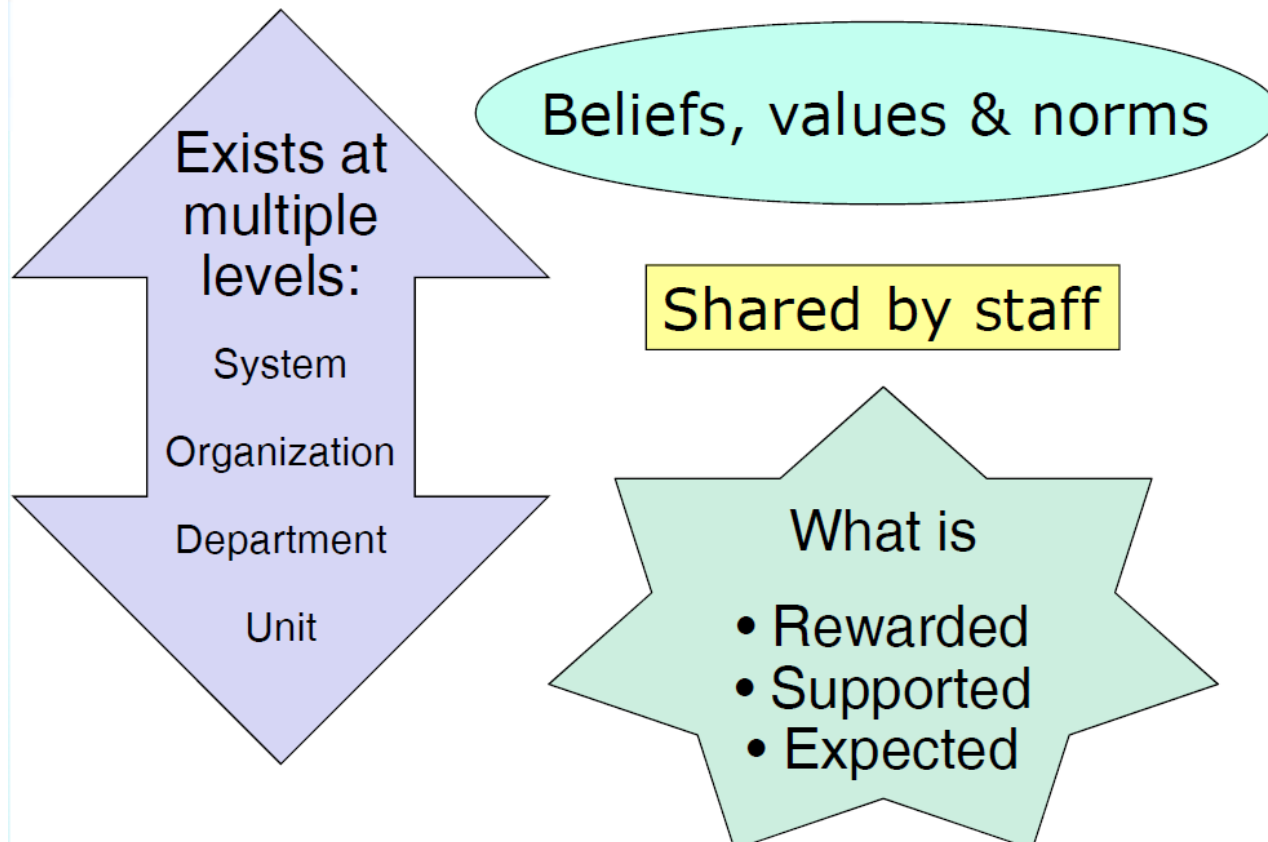 Exists at
multiple
levels:
System
Organization
Department
Unit
Beliefs, values & norms
Shared by staff
What is
• Rewarded
• Supported
• Expected